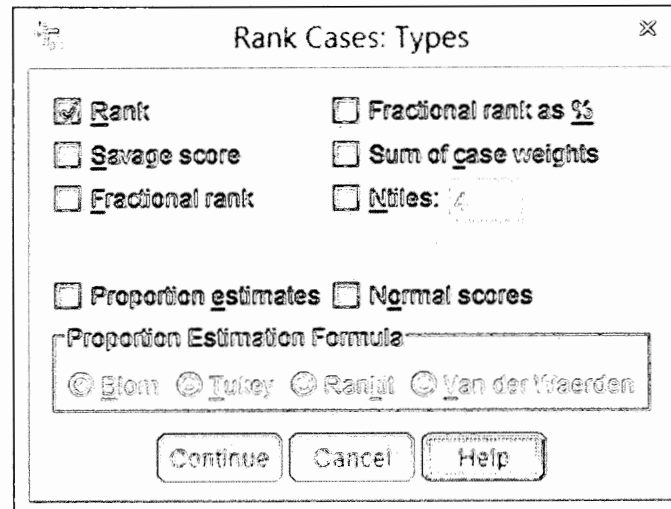 Rank Cases: Types
Rank
Fractional rank as %
Savage score
Sum of case weights
Fractional rank
Ntiles: 4
Proportion estimates
Normal scores
Proportion Estimation Formula
Blom Tukey Rankit Van der Waerden
Continue Cancel Help